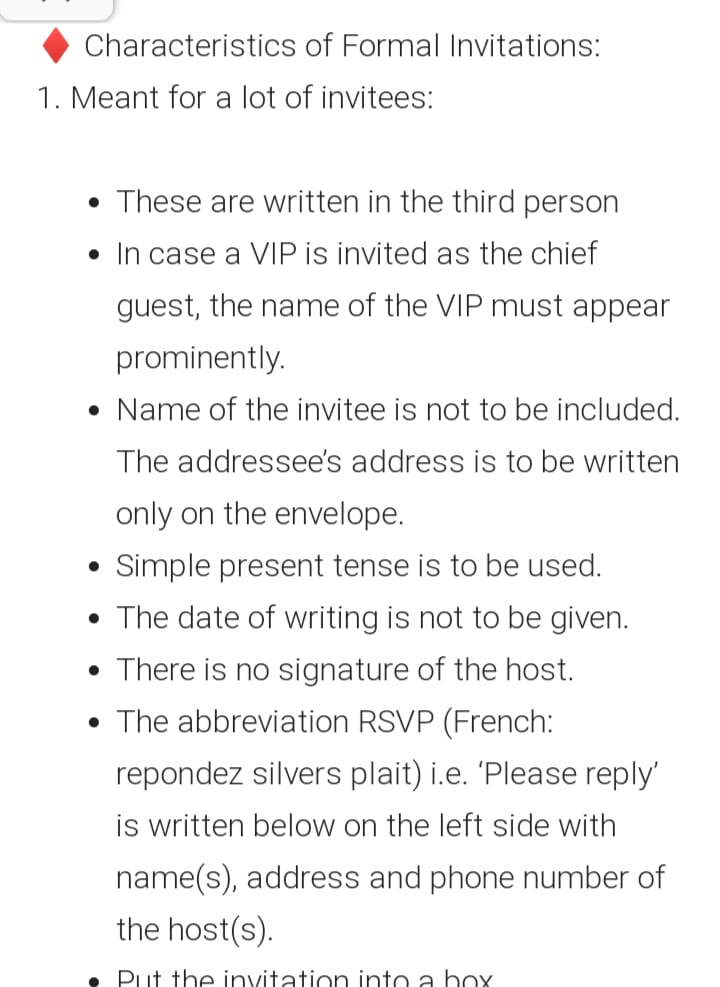 Characteristics of Formal Invitations:
1. Meant for a lot of invitees:
• These are written in the third person
• In case a VIP is invited as the chief
guest, the name of the VIP must appear
prominently.
• Name of the invitee is not to be included.
The addressee's address is to be written
only on the envelope.
• Simple present tense is to be used.
• The date of writing is not to be given.
• There is no signature of the host.
• The abbreviation RSVP (French:
repondez silvers plait) i.e. ‘Please reply’
is written below on the left side with
name(s), address and phone number of
the host(s).
• Put the invitation into a box